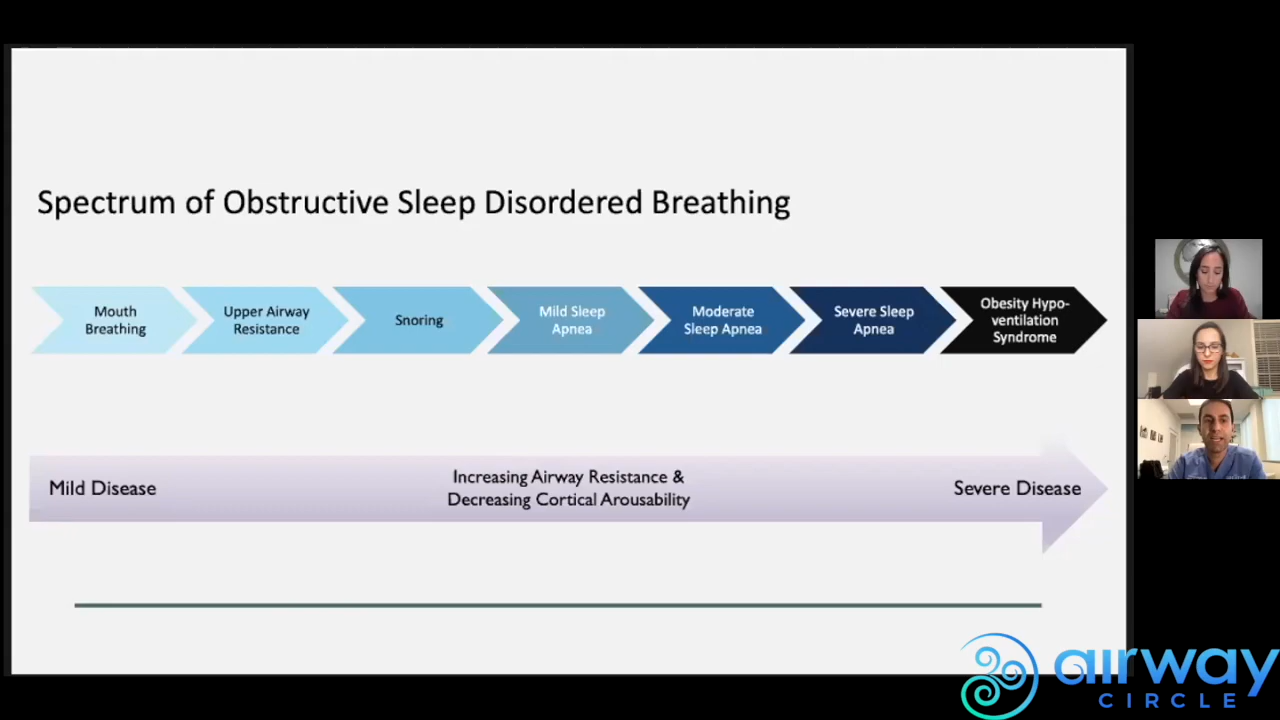 Spectrum of Obstructive Sleep Disordered Breathing
Mouth
Breathing
Upper Airway
Resistance
Snoring
Mild Sleep
Apnea
Moderate
Sleep Apnea
Severe Sleep
Apnea
Obesity Hypo-
ventilation
Syndrome
Mild Disease
Increasing Airway Resistance &
Decreasing Cortical Arousability
Severe Disease
airway
CIRCLE